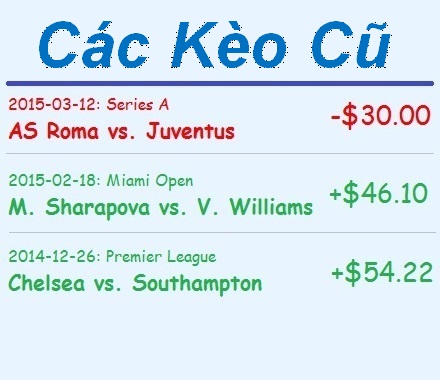 Các Kèo Cũ
2015-03-12: Series A
AS Roma vs. Juventus
-$30.00
2015-02-18: Miami Open
M. Sharapova vs. V. Williams
+$46.10
2014-12-26: Premier League
Chelsea vs. Southampton
+$54.22